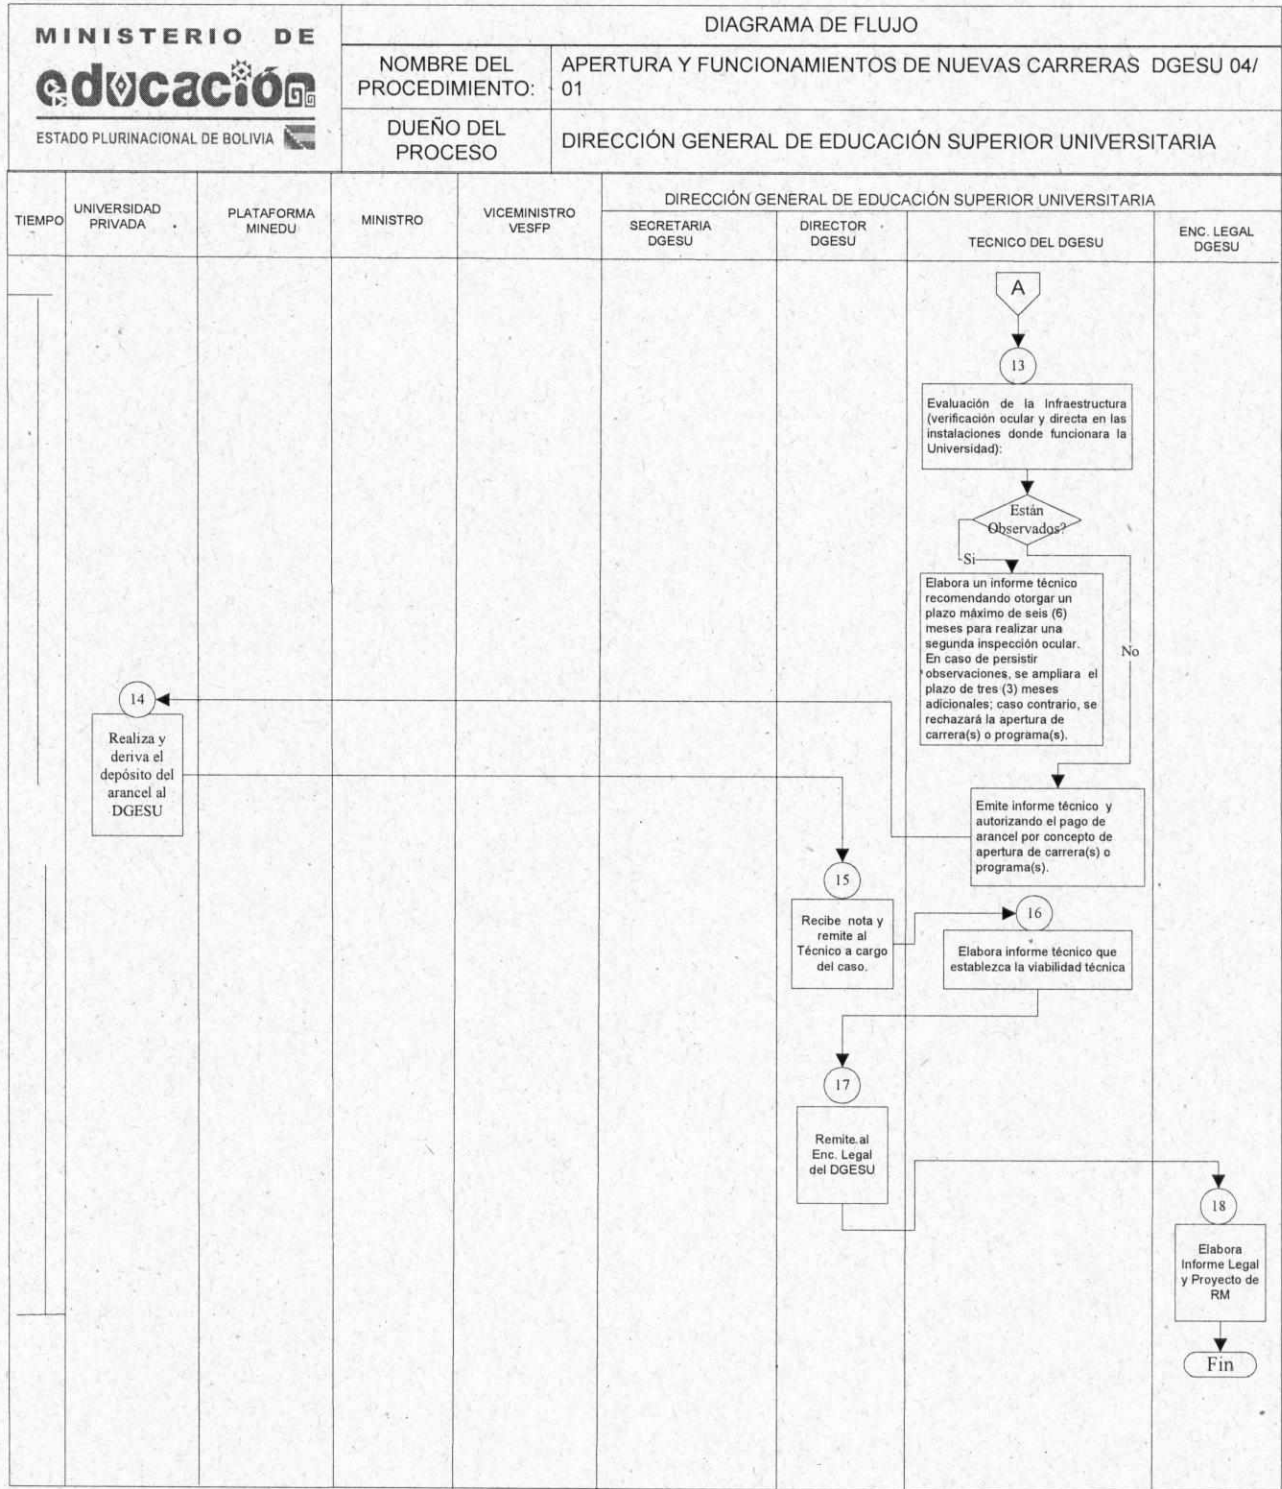 MINISTERIO DE
educación
ESTADO PLURINACIONAL DE BOLIVIA
DIAGRAMA DE FLUJO
NOMBRE DEL
PROCEDIMIENTO:
APERTURA Y FUNCIONAMIENTOS DE NUEVAS CARRERAS DGESU 04/
01
DUEÑO DEL
PROCESO
DIRECCIÓN GENERAL DE EDUCACIÓN SUPERIOR UNIVERSITARIA
TIEMPO
UNIVERSIDAD
PRIVADA
PLATAFORMA
MINEDU
MINISTRO
VICEMINISTRO
VESFP
DIRECCIÓN GENERAL DE EDUCACIÓN SUPERIOR UNIVERSITARIA
SECRETARIA
DGESU
DIRECTOR
DGESU
TECNICO DEL DGESU
ENC. LEGAL
DGESU
A
13
Evaluación de la Infraestructura
(verificación ocular y directa en las
instalaciones donde funcionara la
Universidad):
Están
Observados?
Si
Elabora un informe técnico
recomendando otorgar un
plazo máximo de seis (6)
meses para realizar una
segunda inspección ocular.
En caso de persistir
observaciones, se ampliara el
plazo de tres (3) meses
adicionales; caso contrario, se
rechazará la apertura de
carrera(s) o programa(s).
No
14
Realiza y
deriva el
depósito del
arancel al
DGESU
Emite informe técnico y
autorizando el pago de
arancel por concepto de
apertura de carrera(s) o
programa(s).
15
Recibe nota y
remite al
Técnico a cargo
del caso.
16
Elabora informe técnico que
establezca la viabilidad técnica
17
Remite al
Enc. Legal
del DGESU
18
Elabora
Informe Legal
y Proyecto de
RM
Fin